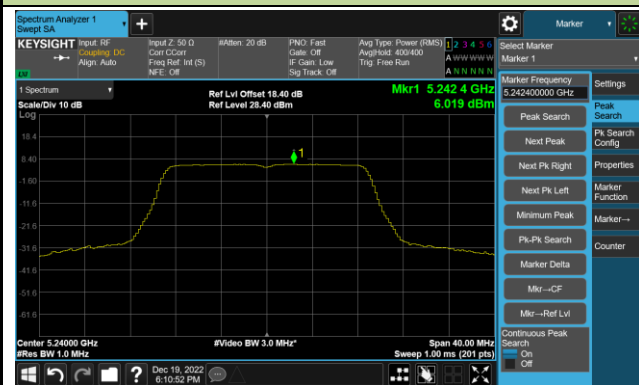 Spectrum Analyzer 1
Swept SA
Marker
KEYSIGHT
Input: RF
Coupling: DC
Align: Auto
Input Z: 50 Ω
Corr CCorr
Freq Ref: Int (S)
NFE: Off
#Atten: 20 dB
PNO: Fast
Gate: Off
IF Gain: Low
Sig Track: Off
Avg Type: Power (RMS)
Avg|Hold: 400/400
Trig: Free Run
1 2 3 4 5 6
A W W W W W
A N N N N N
Select Marker
Marker 1
1 Spectrum
Scale/Div 10 dB
Log
Ref Lvl Offset 18.40 dB
Ref Level 28.40 dBm
Mkr1 5.242 4 GHz
6.019 dBm
18.4
8.40
-1.60
-11.6
-21.6
-31.6
-41.6
-51.6
-61.6
1
Center 5.24000 GHz
#Res BW 1.0 MHz
#Video BW 3.0 MHz*
Span 40.00 MHz
Sweep 1.00 ms (201 pts)
Marker Frequency
5.242400000 GHz
Peak Search
Next Peak
Next Pk Right
Next Pk Left
Minimum Peak
Pk-Pk Search
Marker Delta
Mkr→CF
Mkr→Ref Lvl
Continuous Peak
Search
On
Off
Settings
Peak
Search
Pk Search
Config
Properties
Marker
Function
Marker→
Counter
Dec 19, 2022
6:10:52 PM